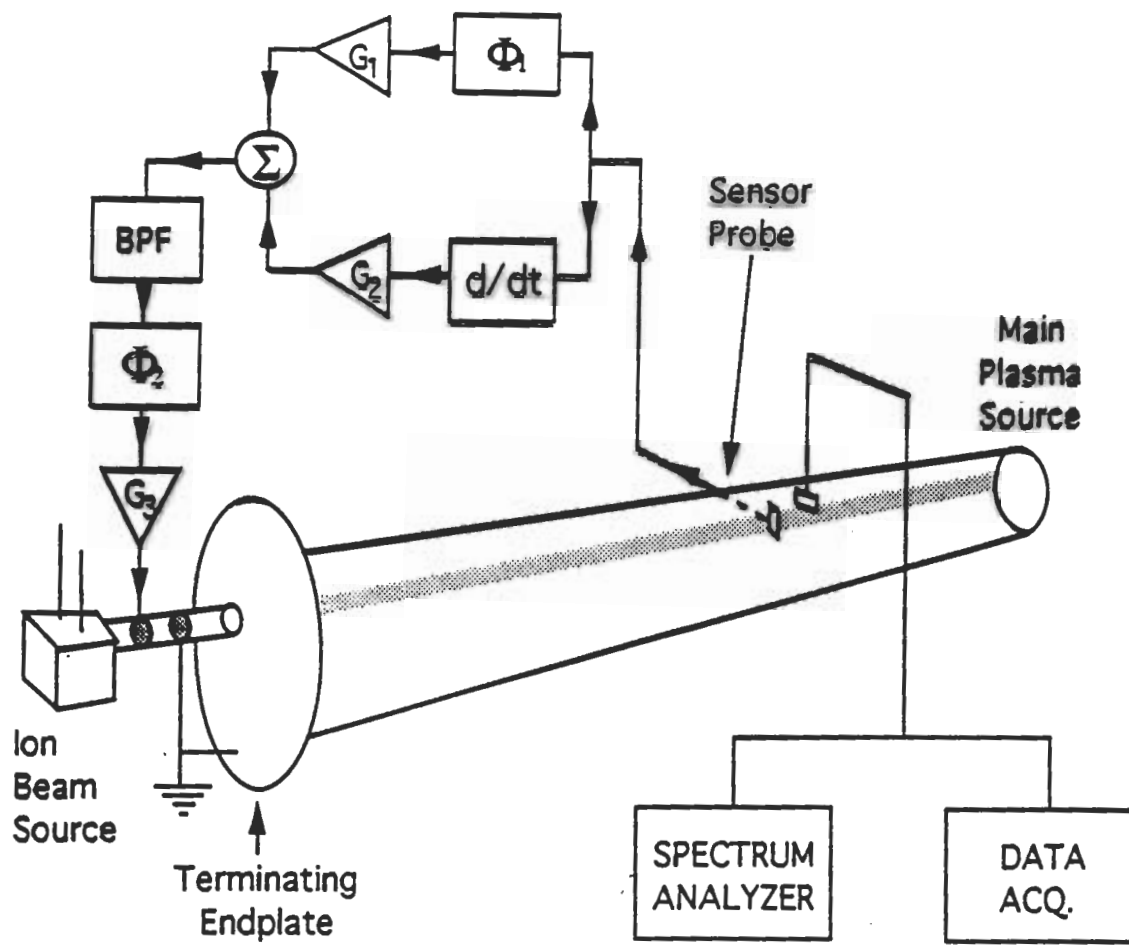 G1
Φ1
Σ
BPF
G2
d/dt
Sensor
Probe
Φ2
Main
Plasma
Source
G3
Ion
Beam
Source
Terminating
Endplate
SPECTRUM
ANALYZER
DATA
ACQ.